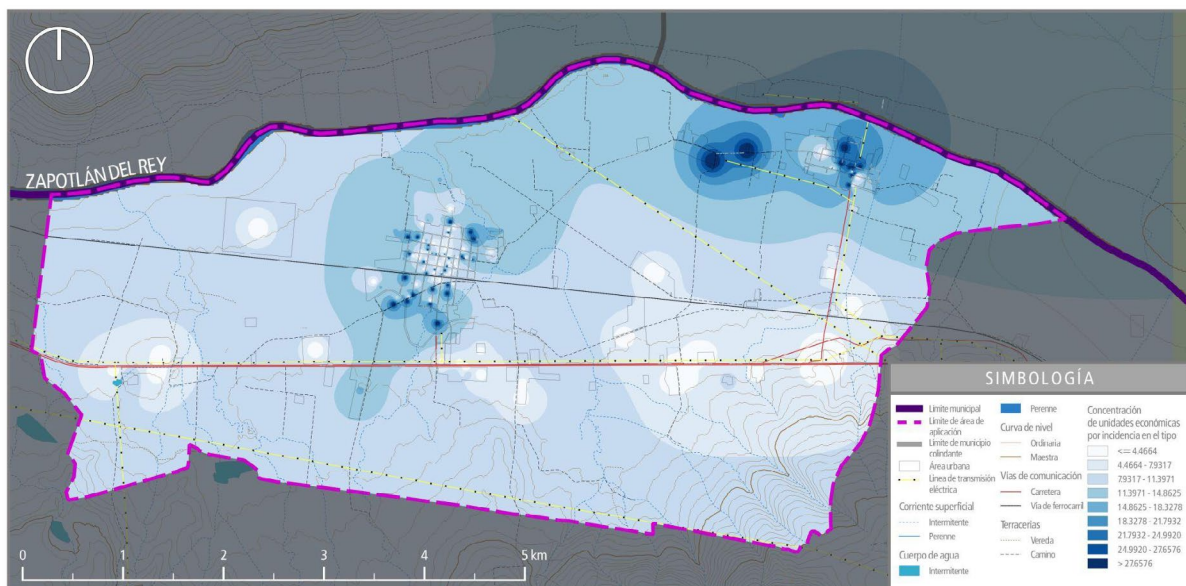 ZAPOTLÁN DEL REY
0 1 2 3 4 5 km
SIMBOLOGÍA
Límite municipal
Límite de área de
aplicación
Límite de municipio
colindante
Área urbana
Línea de transmisión
eléctrica
Corriente superficial
Intermitente
Perenne
Cuerpo de agua
Intermitente
Perenne
Curva de nivel
Ordinaria
Maestra
Vías de comunicación
Carretera
Vía de ferrocarril
Terracerías
Vereda
Camino
Concentración
de unidades económicas
por incidencia en el tipo
<= 4.4664
4.4664 - 7.9317
7.9317 - 11.3971
11.3971 - 14.8625
14.8625 - 18.3278
18.3278 - 21.7932
21.7932 - 24.9920
24.9920 - 27.6576
> 27.6576